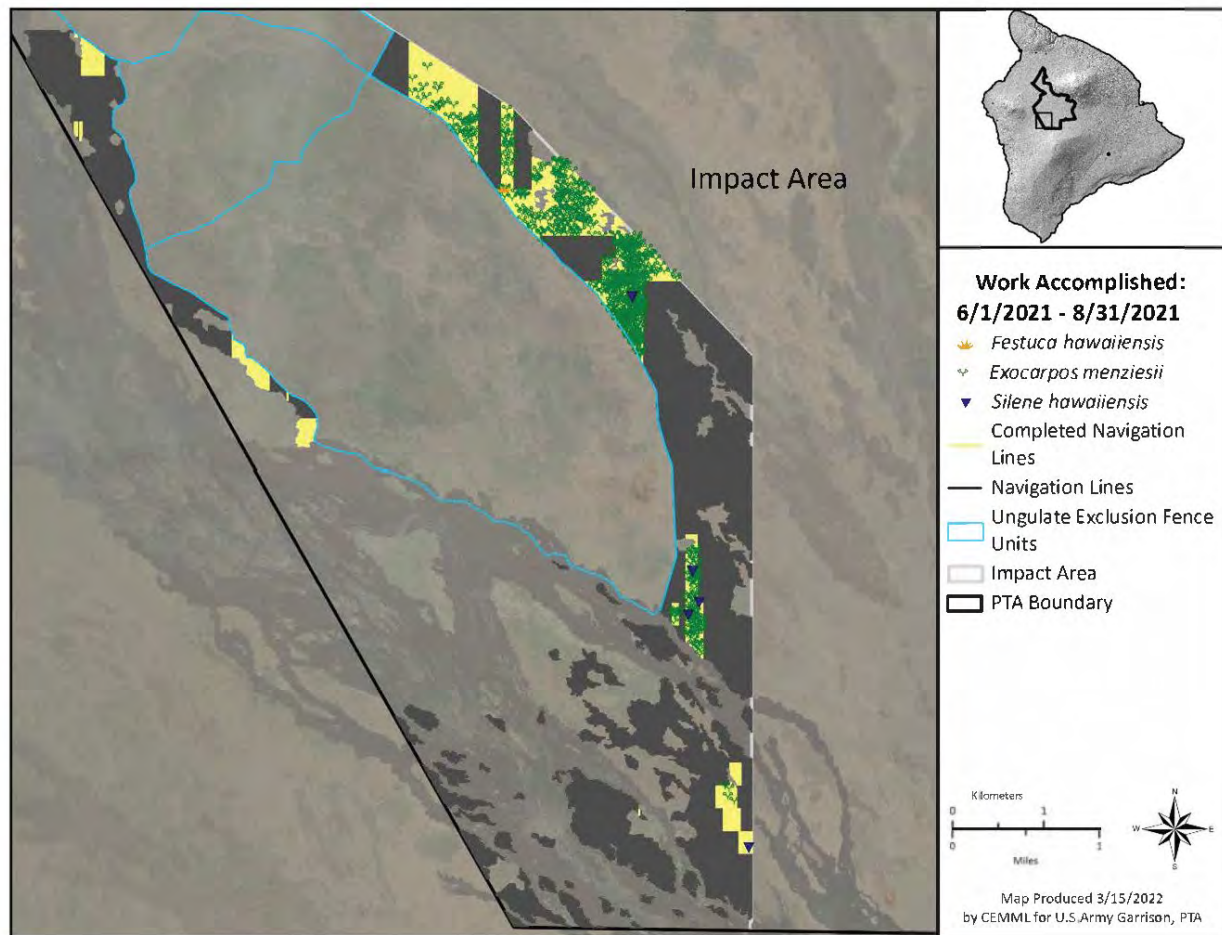 Impact Area
Work Accomplished:
6/1/2021 - 8/31/2021
Festuca hawaiiensis
Exocarpos menziesii
Silene hawaiiensis
Completed Navigation
Lines
Navigation Lines
Ungulate Exclusion Fence
Units
Impact Area
PTA Boundary
Kilometers
0 1
0 1
Miles
N
W E
S
Map Produced 3/15/2022
by CEMML for U.S.Army Garrison, PTA